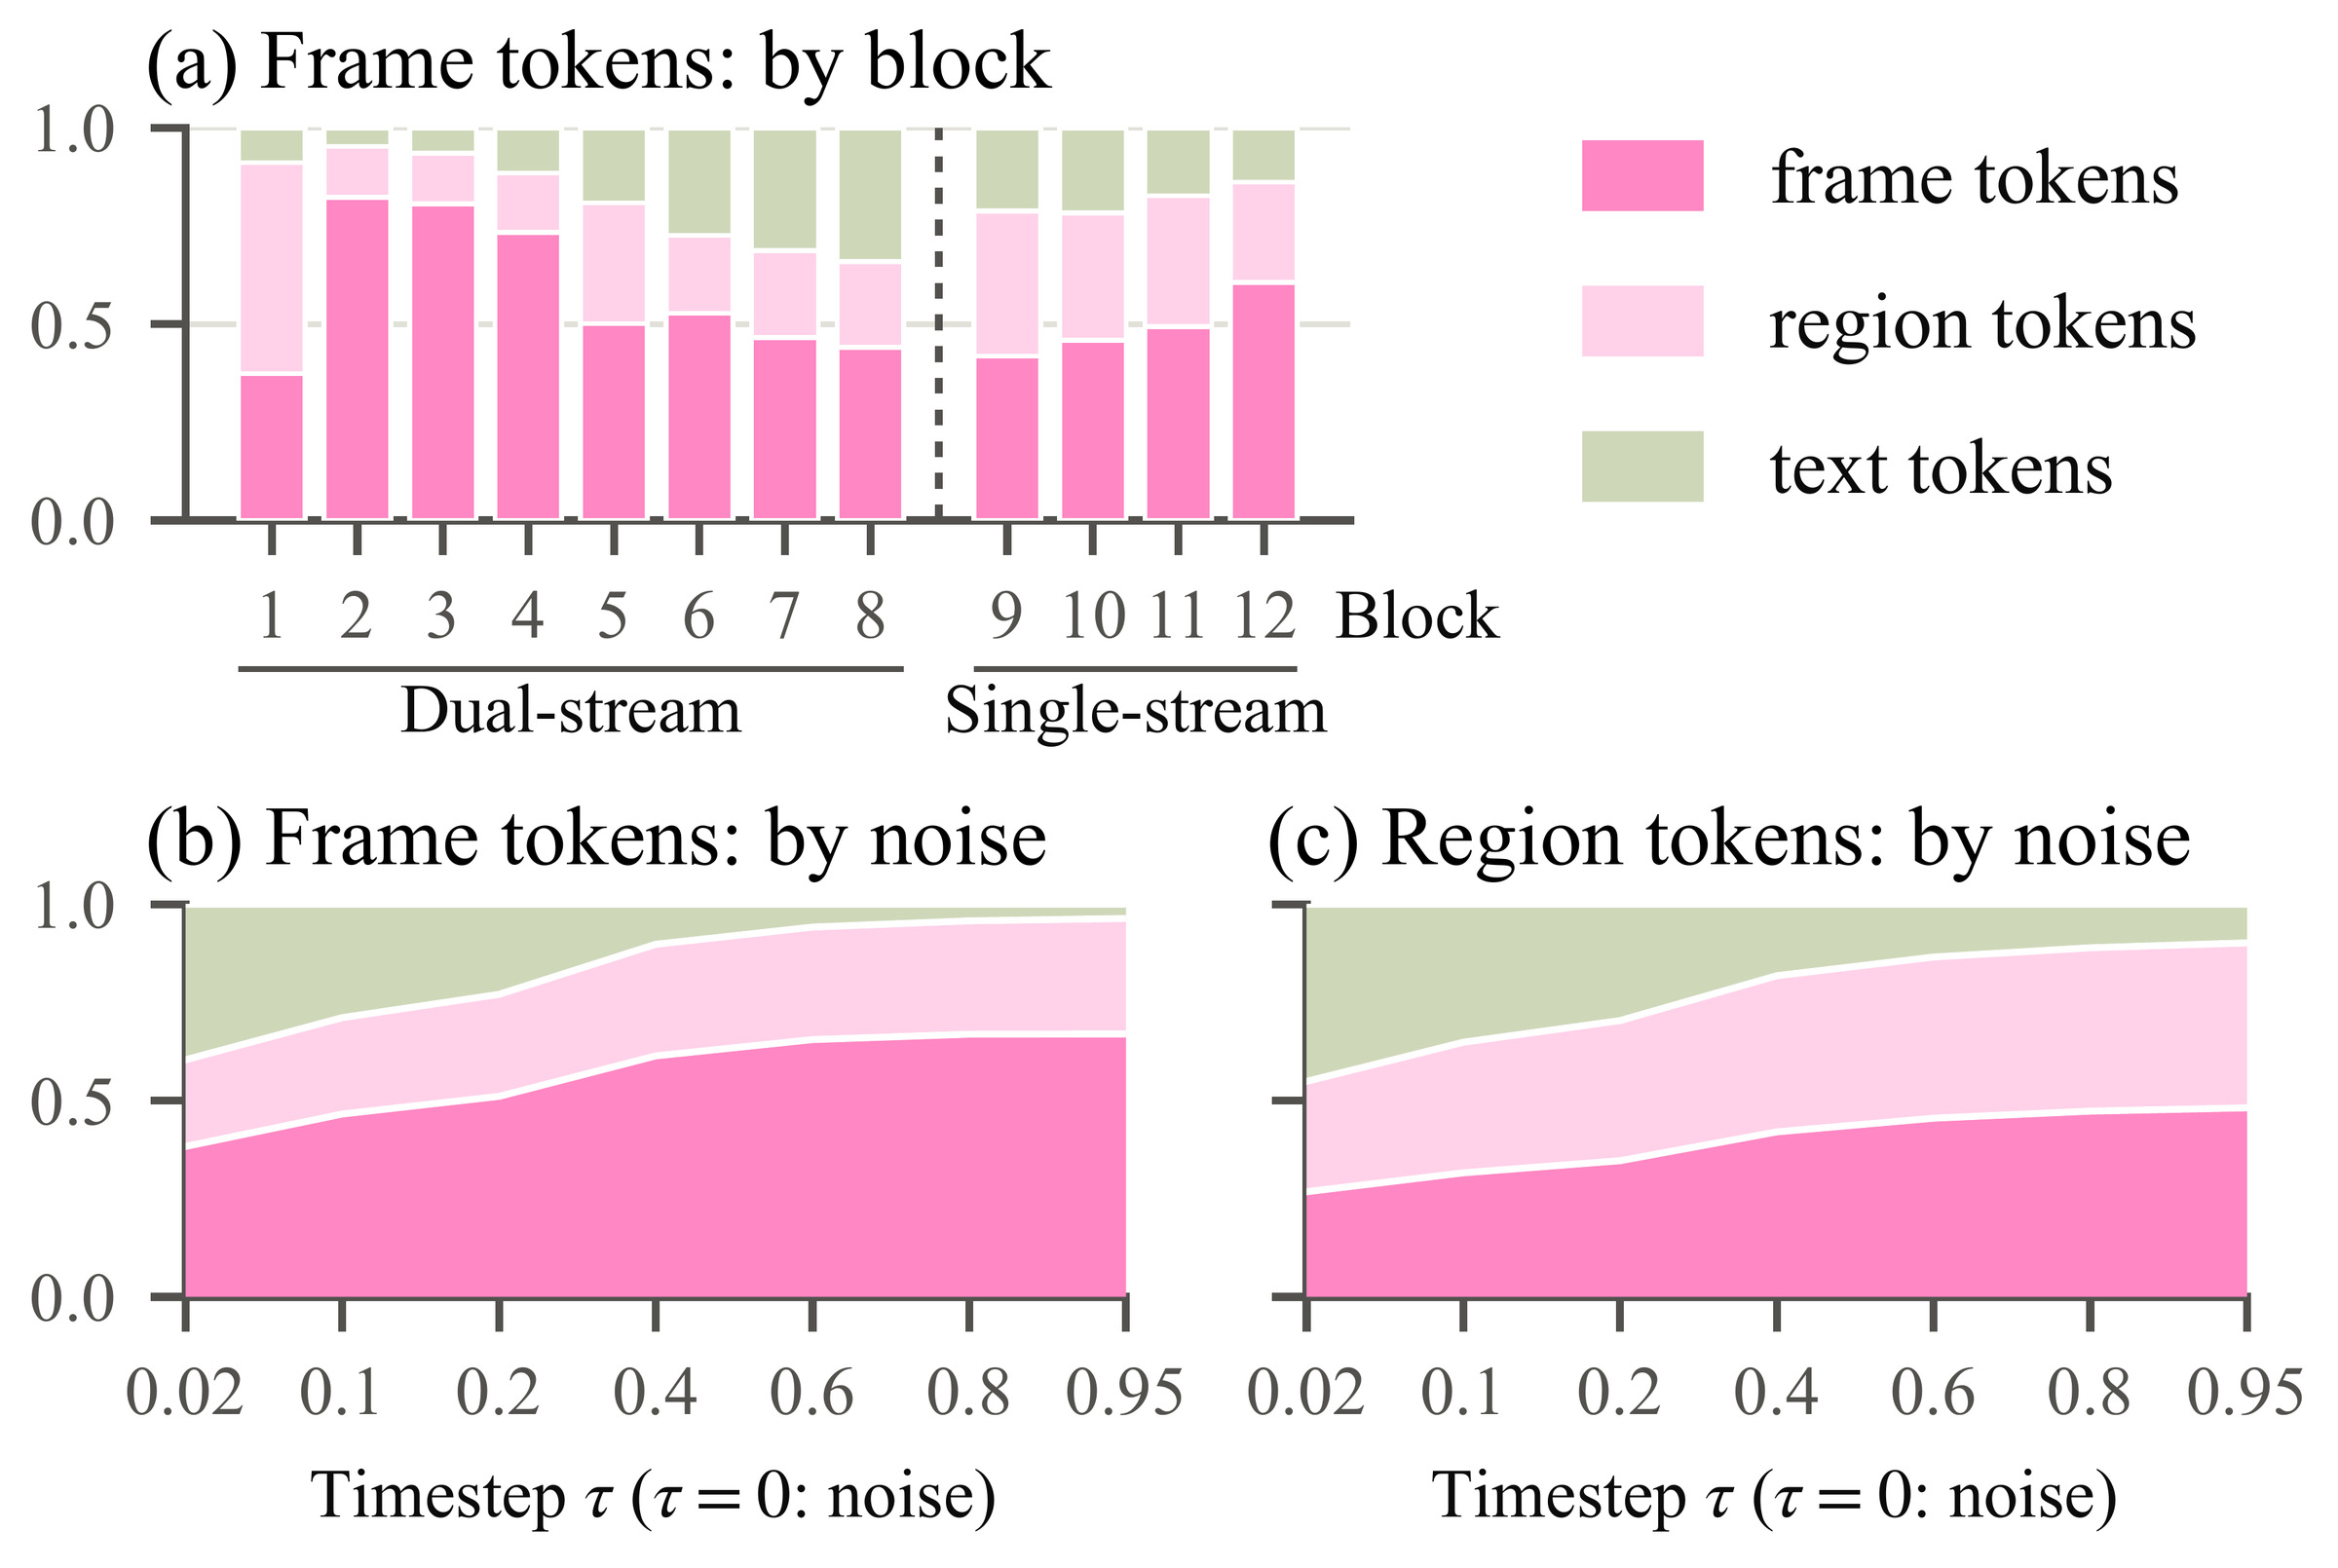 (a) Frame tokens: by block
1.0
0.5
0.0
1 2 3 4 5 6 7 8 9 10 11 12 Block
Dual-stream Single-stream
frame tokens
region tokens
text tokens
(b) Frame tokens: by noise
1.0
0.5
0.0
0.02 0.1 0.2 0.4 0.6 0.8 0.95
Timestep τ (τ = 0: noise)
(c) Region tokens: by noise
0.02 0.1 0.2 0.4 0.6 0.8 0.95
Timestep τ (τ = 0: noise)